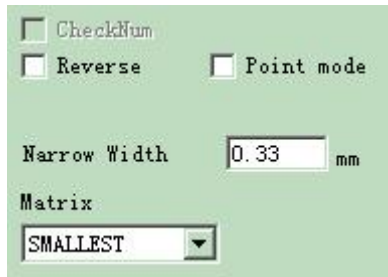 CheckNum
Reverse Point mode
Narrow Width 0.33 mm
Matrix
SMALLEST